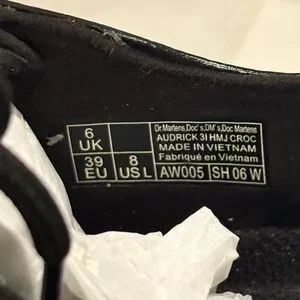 6
UK
39
EU
8
US L
Dr.Martens,Doc's,DM's,Doc Martens
AUDRICK 3I HMJ CROC
MADE IN VIETNAM
Fabriqué en Vietnam
AW005
SH 06 W